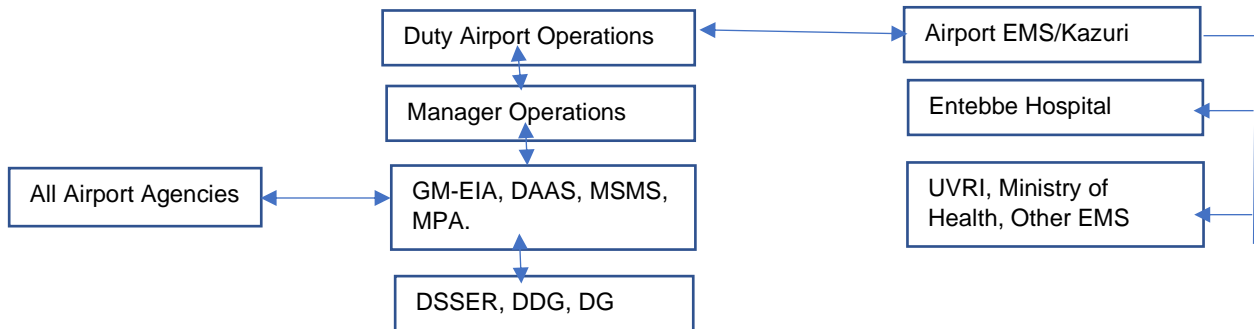 Duty Airport Operations
Airport EMS/Kazuri
Manager Operations
Entebbe Hospital
All Airport Agencies
GM-EIA, DAAS, MSMS,
MPA.
UVRI, Ministry of
Health, Other EMS
DSSER, DDG, DG